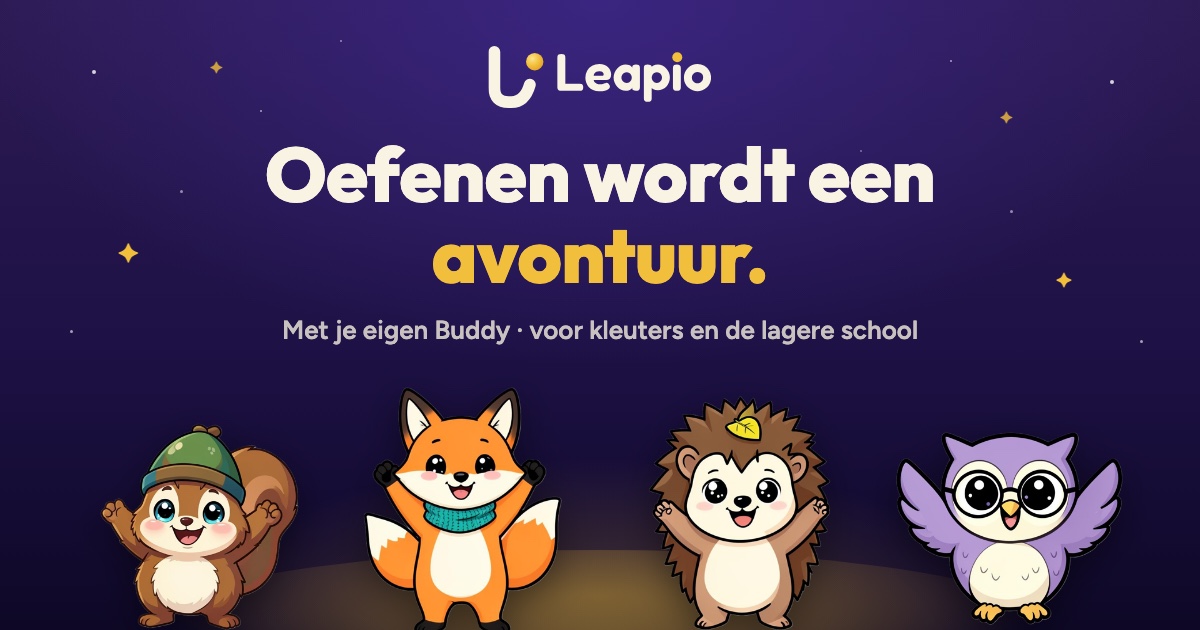 Leapio
Oefenen wordt een
avontuur.
Met je eigen Buddy · voor kleuters en de lagere school